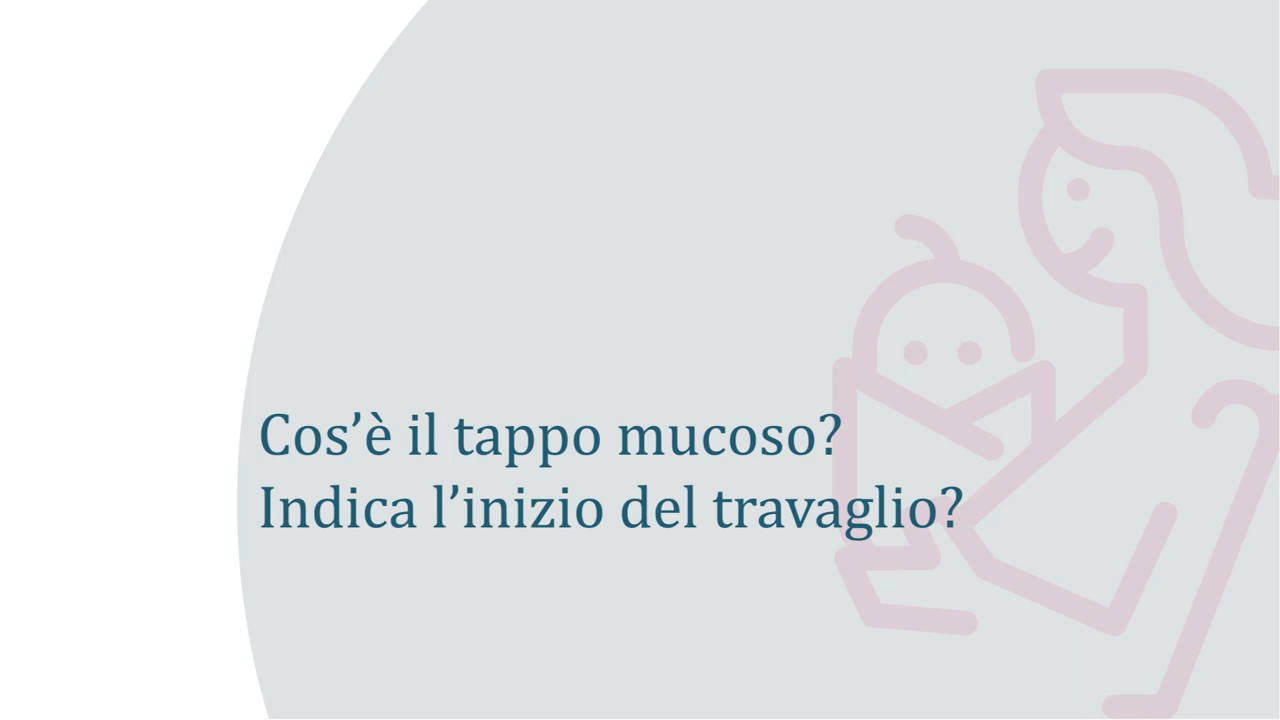 Cos’è il tappo mucoso?
Indica l’inizio del travaglio?